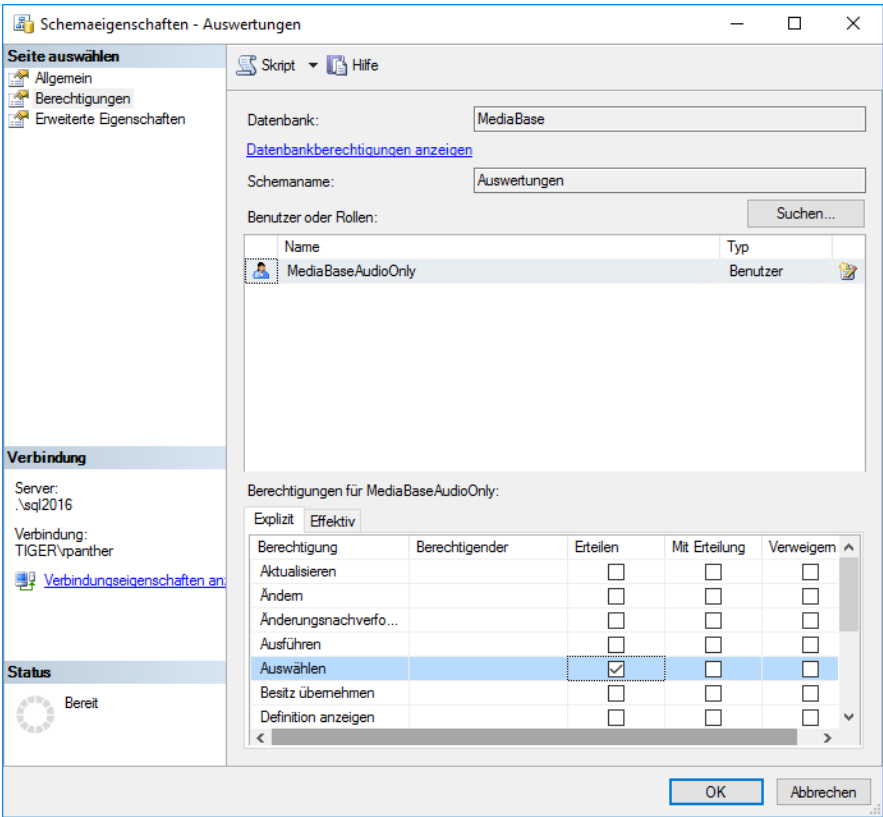 Schemaeigenschaften - Auswertungen
Seite auswählen
Allgemein
Berechtigungen
Erweiterte Eigenschaften
Verbindung
Server:
.\sql2016
Verbindung:
TIGER\rpanther
Verbindungseigenschaften an:
Status
Bereit
Skript Hilfe
Datenbank: MediaBase
Datenbankberechtigungen anzeigen
Schemaname: Auswertungen
Benutzer oder Rollen: Suchen...
Name Typ
MediaBaseAudioOnly Benutzer
Berechtigungen für MediaBaseAudioOnly:
Explizit Effektiv
Berechtigung Berechtigender Erteilen Mit Erteilung Verweigern
Aktualisieren
Ändern
Änderungsnachverfo...
Ausführen
Auswählen
Besitz übernehmen
Definition anzeigen
OK Abbrechen